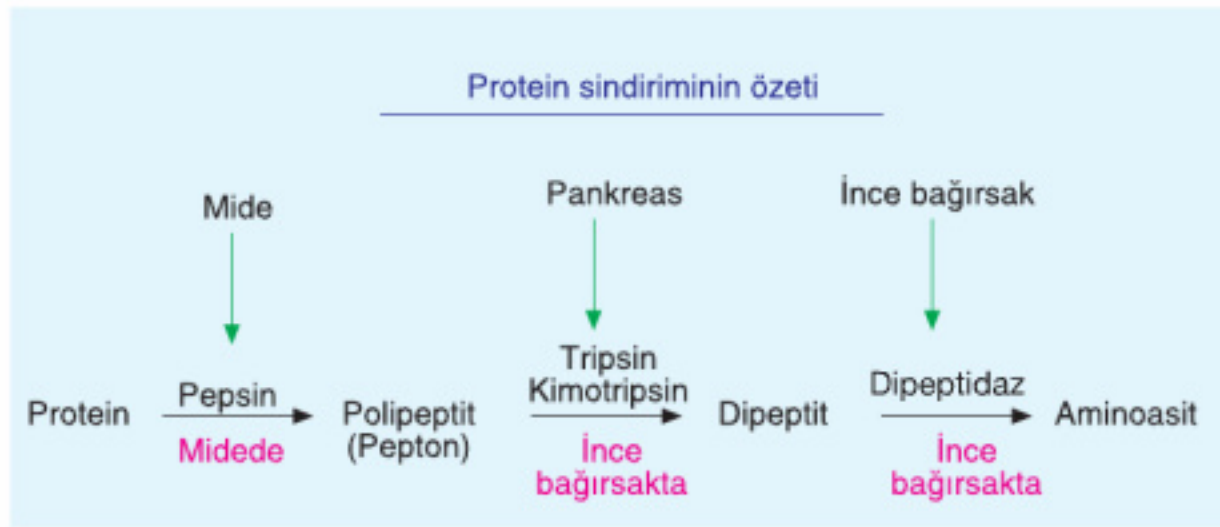 Protein sindiriminin özeti
Mide
Pankreas
İnce bağırsak
Protein
Pepsin
Midede
Polipeptit
(Pepton)
Tripsin
Kimotripsin
İnce
bağırsakta
Dipeptit
Dipeptidaz
İnce
bağırsakta
Aminoasit